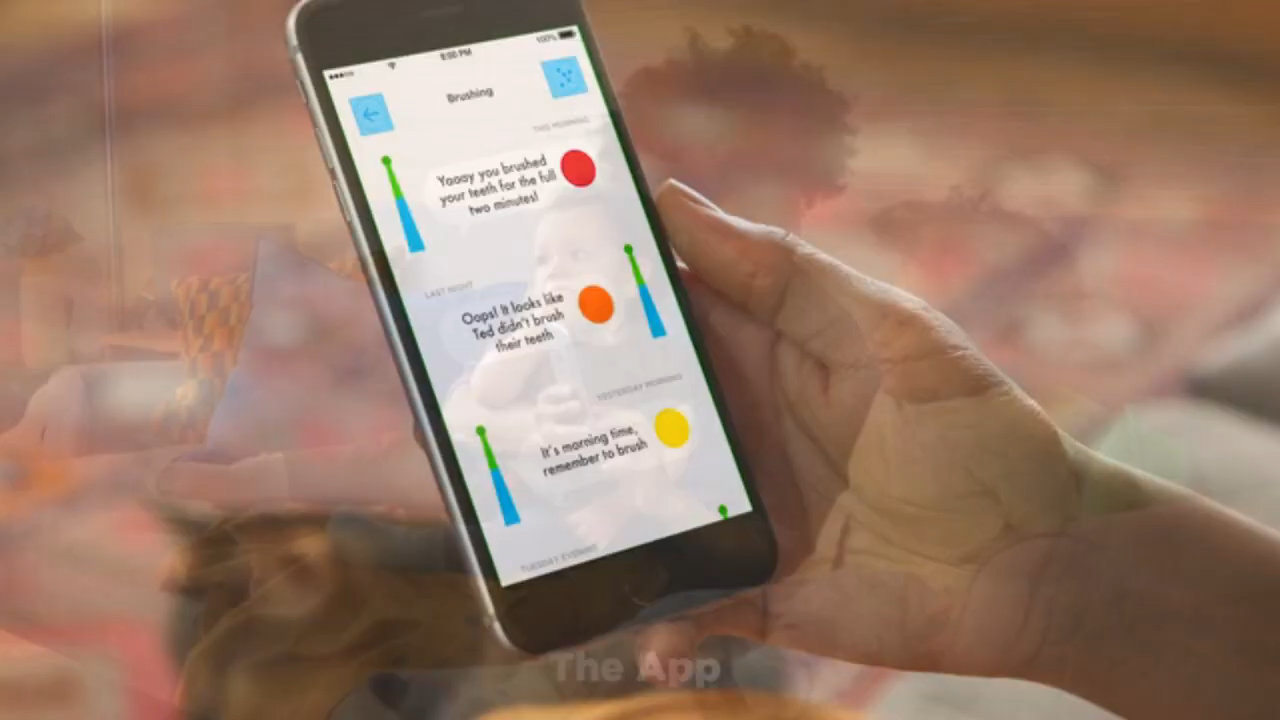 9:00 PM
100%
Brushing
THIS MORNING
Yaaay you brushed
your teeth for the full
two minutes!
LAST NIGHT
Oops! It looks like
Ted didn't brush
their teeth
YESTERDAY MORNING
It's morning time,
remember to brush
TUESDAY EVENING
The App